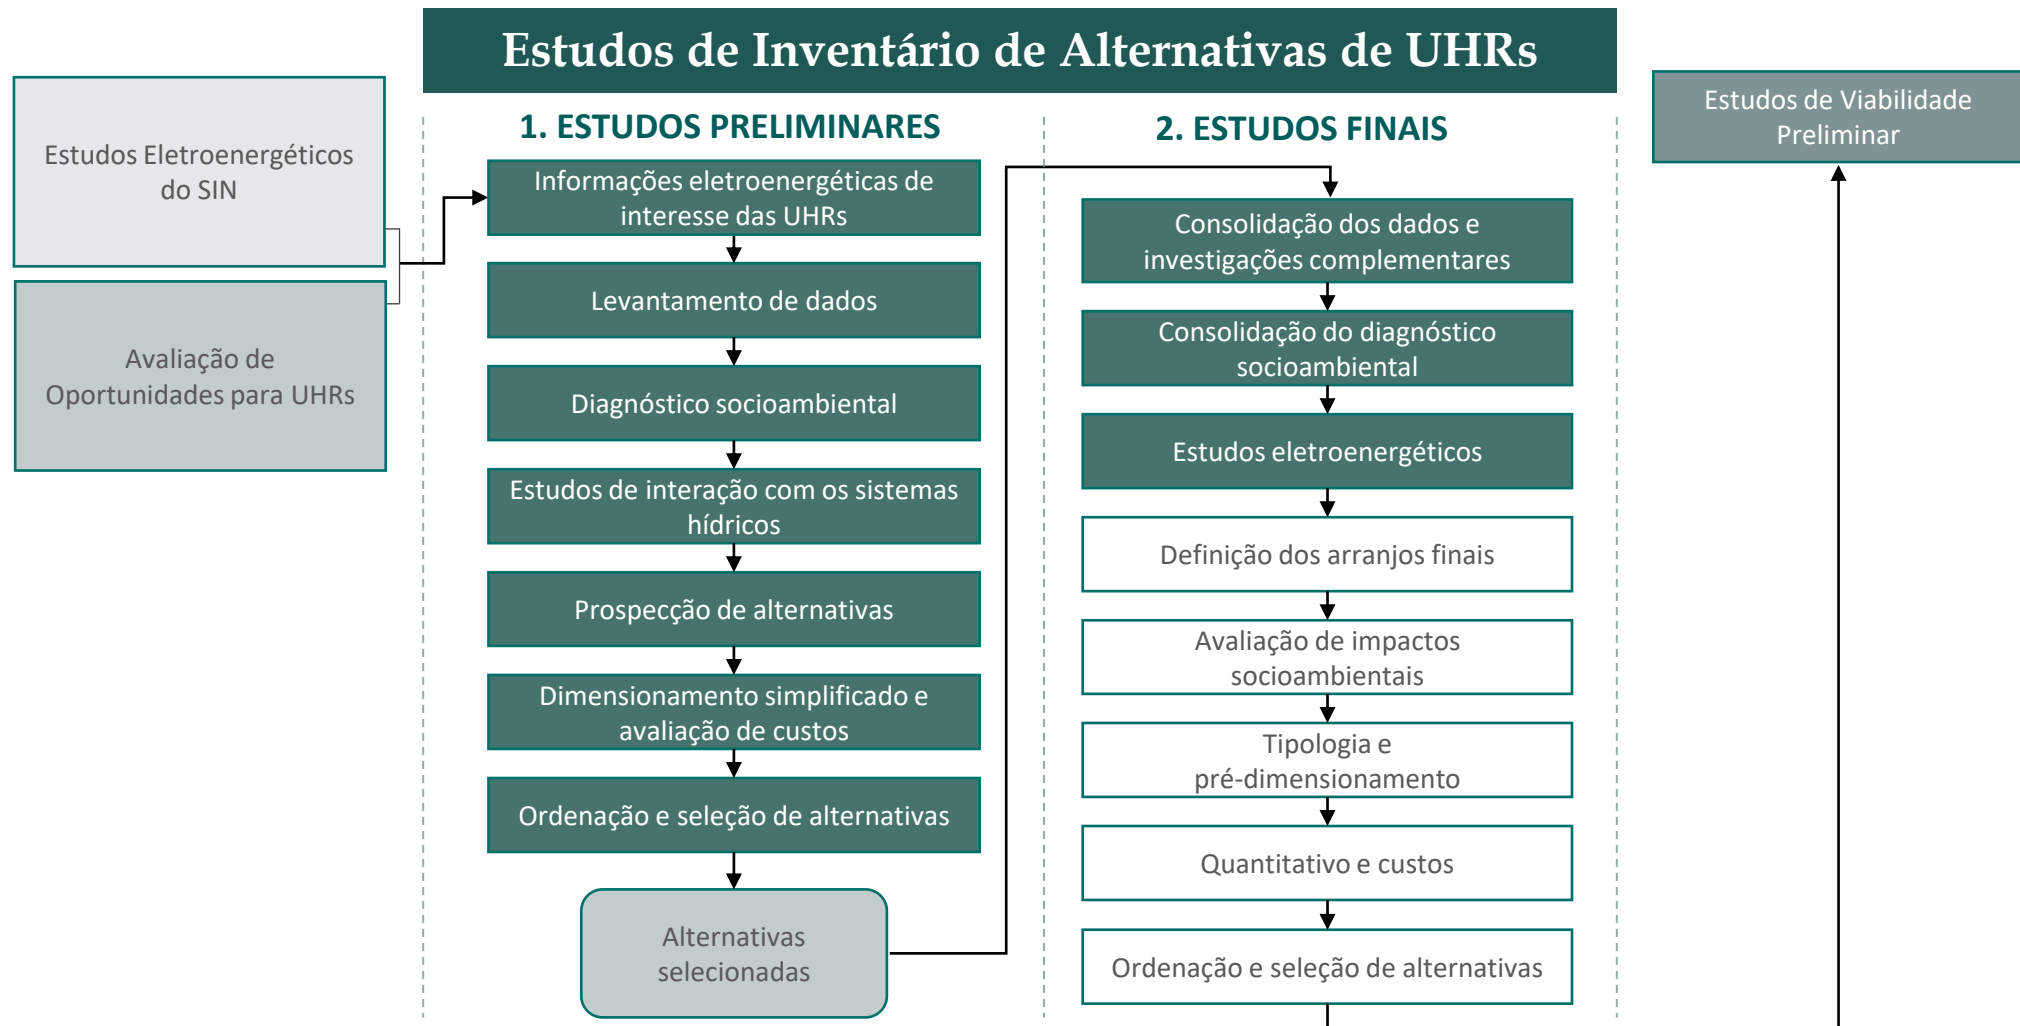 Estudos de Inventário de Alternativas de UHRs
Estudos Eletroenergéticos
do SIN
Avaliação de
Oportunidades para UHRs
1. ESTUDOS PRELIMINARES
Informações eletroenergéticas de
interesse das UHRs
Levantamento de dados
Diagnóstico socioambiental
Estudos de interação com os sistemas
hídricos
Prospecção de alternativas
Dimensionamento simplificado e
avaliação de custos
Ordenação e seleção de alternativas
Alternativas
selecionadas
2. ESTUDOS FINAIS
Consolidação dos dados e
investigações complementares
Consolidação do diagnóstico
socioambiental
Estudos eletroenergéticos
Definição dos arranjos finais
Avaliação de impactos
socioambientais
Tipologia e
pré-dimensionamento
Quantitativo e custos
Ordenação e seleção de alternativas
Estudos de Viabilidade
Preliminar